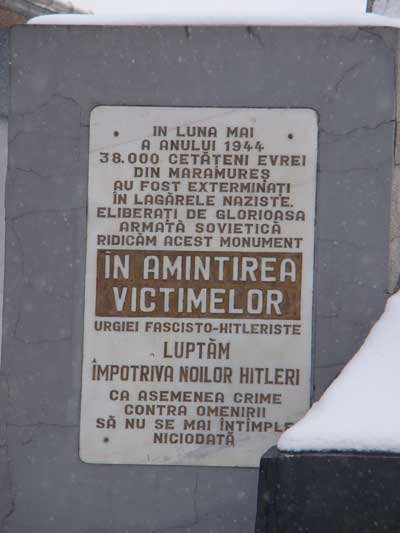 IN LUNA MAI
A ANULUI 1944
38.000 CETĂȚENI EVREI
DIN MARAMUREȘ
AU FOST EXTERMINAȚI
ÎN LAGĂRELE NAZISTE.
ELIBERAȚI DE GLORIOASA
ARMATĂ SOVIETICĂ
RIDICĂM ACEST MONUMENT
ÎN AMINTIREA
VICTIMELOR
URGIEI FASCISTO-HITLERISTE
LUPTĂM
ÎMPOTRIVA NOILOR HITLERI
CA ASEMENEA CRIME
CONTRA OMENIRII
SĂ NU SE MAI ÎNTÎMPLE
NICIODATĂ